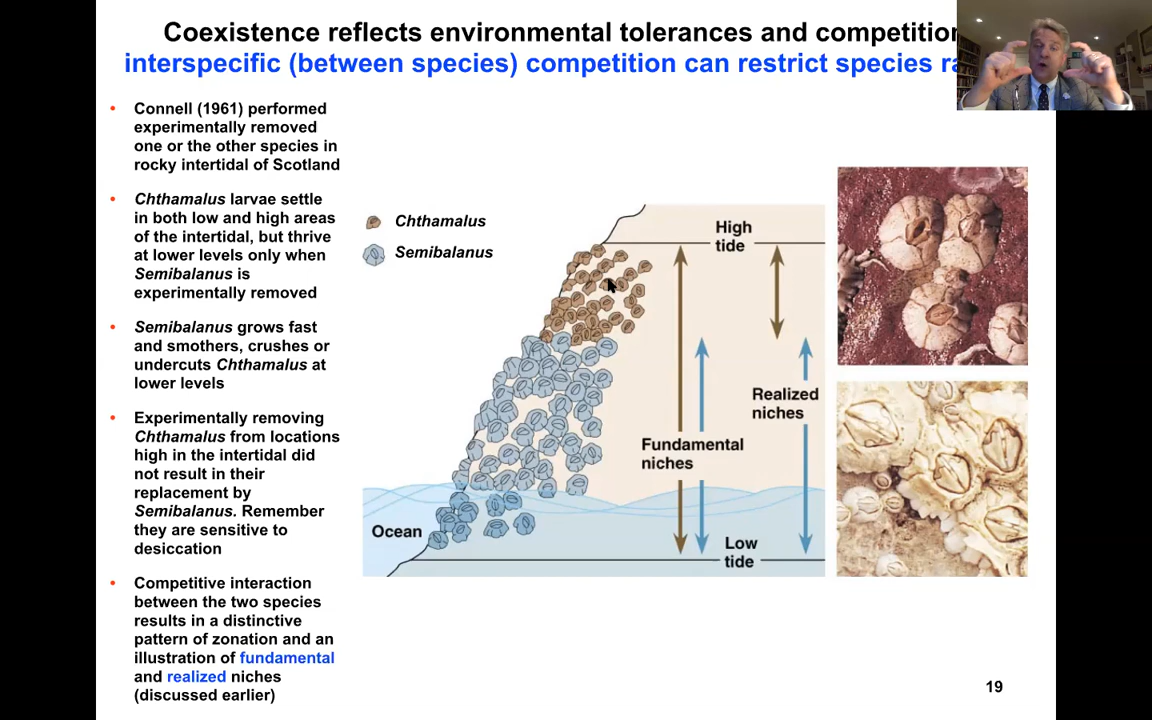 Coexistence reflects environmental tolerances and competition
interspecific (between species) competition can restrict species
• Connell (1961) performed
experimentally removed
one or the other species in
rocky intertidal of Scotland
• Chthamalus larvae settle
in both low and high areas
of the intertidal, but thrive
at lower levels only when
Semibalanus is
experimentally removed
• Semibalanus grows fast
and smothers, crushes or
undercuts Chthamalus at
lower levels
• Experimentally removing
Chthamalus from locations
high in the intertidal did
not result in their
replacement by
Semibalanus. Remember
they are sensitive to
desiccation
• Competitive interaction
between the two species
results in a distinctive
pattern of zonation and an
illustration of fundamental
and realized niches
(discussed earlier)
Chthamalus
Semibalanus
High
tide
Realized
niches
Fundamental
niches
Ocean
Low
tide
19